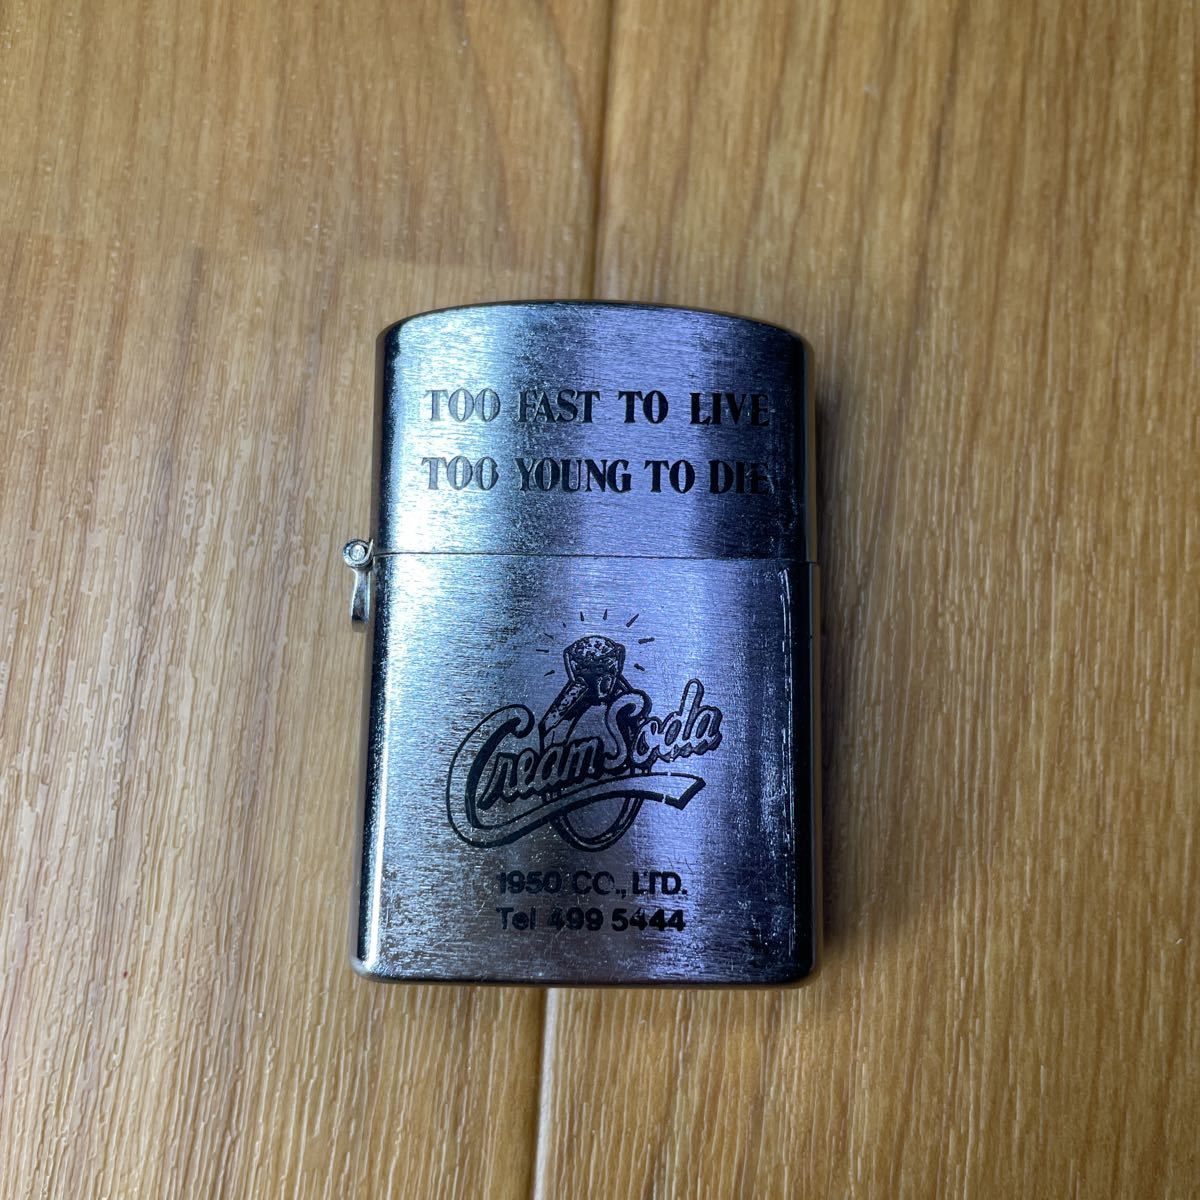 TOO FAST TO LIVE
TOO YOUNG TO DIE
Cream Soda
1950 CO., LTD.
Tel 499 5444